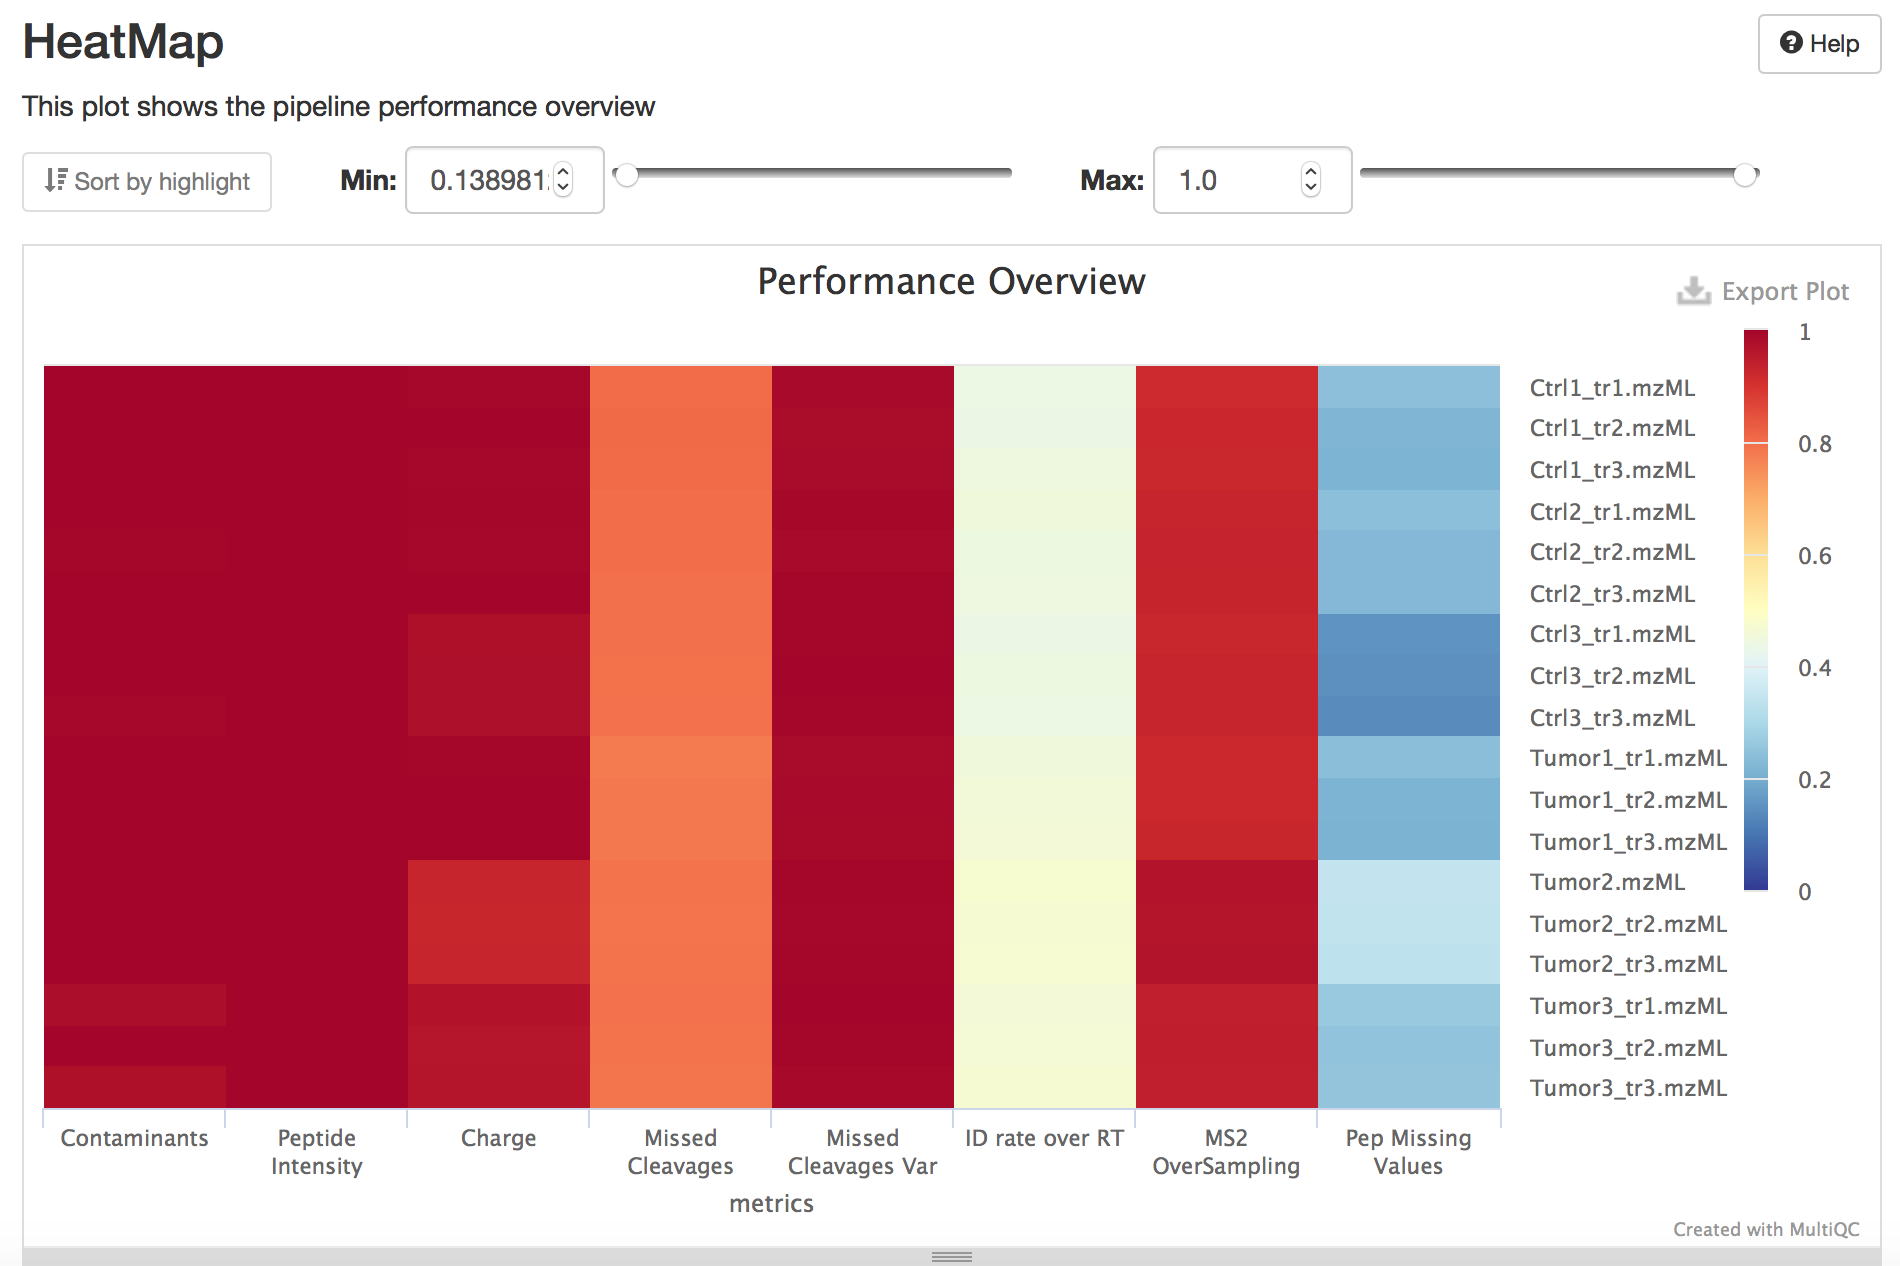 HeatMap
Help
This plot shows the pipeline performance overview
Sort by highlight
Min:
0.138981
Max:
1.0
Performance Overview
Export Plot
1
0.8
0.6
0.4
0.2
0
Ctrl1_tr1.mzML
Ctrl1_tr2.mzML
Ctrl1_tr3.mzML
Ctrl2_tr1.mzML
Ctrl2_tr2.mzML
Ctrl2_tr3.mzML
Ctrl3_tr1.mzML
Ctrl3_tr2.mzML
Ctrl3_tr3.mzML
Tumor1_tr1.mzML
Tumor1_tr2.mzML
Tumor1_tr3.mzML
Tumor2.mzML
Tumor2_tr2.mzML
Tumor2_tr3.mzML
Tumor3_tr1.mzML
Tumor3_tr2.mzML
Tumor3_tr3.mzML
Contaminants
Peptide
Intensity
Charge
Missed
Cleavages
Missed
Cleavages Var
ID rate over RT
MS2
OverSampling
Pep Missing
Values
metrics
Created with MultiQC